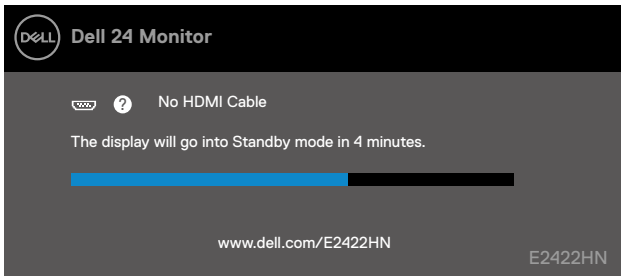 DELL Dell 24 Monitor
? No HDMI Cable
The display will go into Standby mode in 4 minutes.
www.dell.com/E2422HN
E2422HN